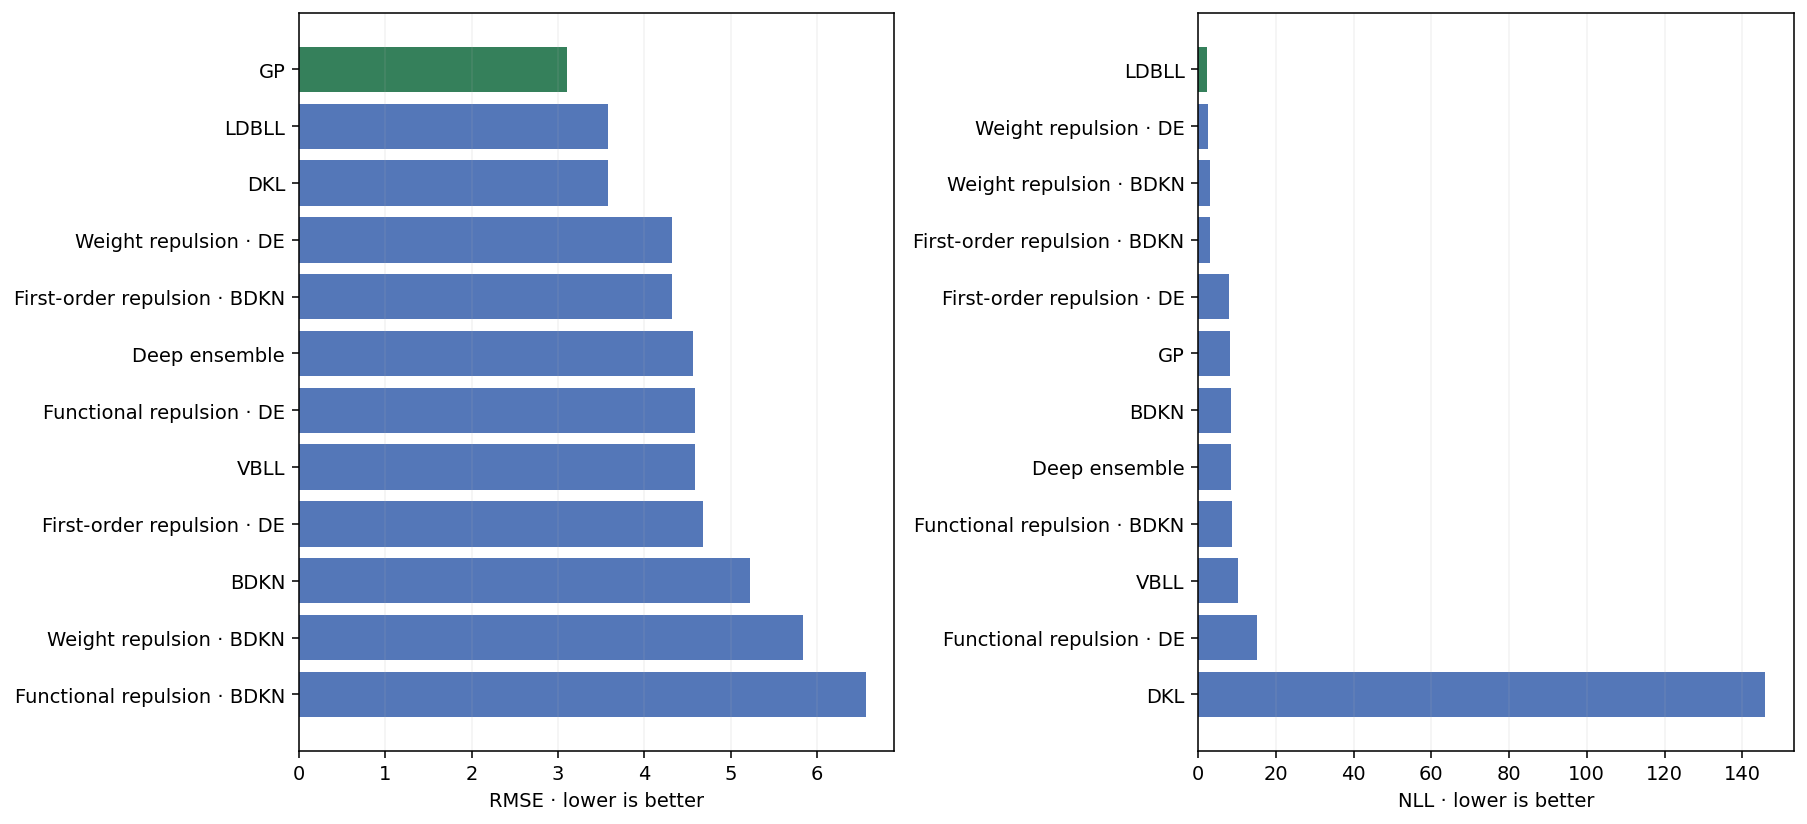 GP
LDBLL
DKL
Weight repulsion · DE
First-order repulsion · BDKN
Deep ensemble
Functional repulsion · DE
VBLL
First-order repulsion · DE
BDKN
Weight repulsion · BDKN
Functional repulsion · BDKN
0 1 2 3 4 5 6
RMSE · lower is better
LDBLL
Weight repulsion · DE
Weight repulsion · BDKN
First-order repulsion · BDKN
First-order repulsion · DE
GP
BDKN
Deep ensemble
Functional repulsion · BDKN
VBLL
Functional repulsion · DE
DKL
0 20 40 60 80 100 120 140
NLL · lower is better